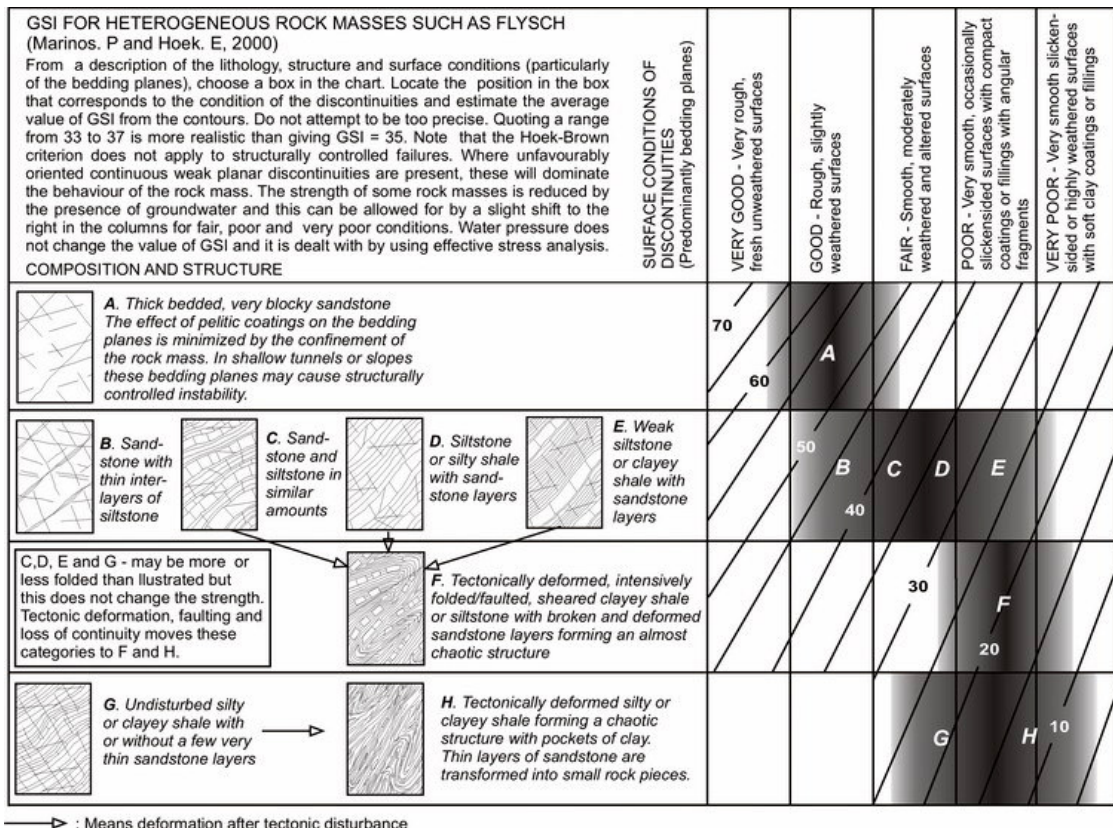 GSI FOR HETEROGENEOUS ROCK MASSES SUCH AS FLYSCH
(Marinos. P and Hoek. E, 2000)
From a description of the lithology, structure and surface conditions (particularly
of the bedding planes), choose a box in the chart. Locate the position in the box
that corresponds to the condition of the discontinuities and estimate the average
value of GSI from the contours. Do not attempt to be too precise. Quoting a range
from 33 to 37 is more realistic than giving GSI = 35. Note that the Hoek-Brown
criterion does not apply to structurally controlled failures. Where unfavourably
oriented continuous weak planar discontinuities are present, these will dominate
the behaviour of the rock mass. The strength of some rock masses is reduced by
the presence of groundwater and this can be allowed for by a slight shift to the
right in the columns for fair, poor and very poor conditions. Water pressure does
not change the value of GSI and it is dealt with by using effective stress analysis.
COMPOSITION AND STRUCTURE
SURFACE CONDITIONS OF
DISCONTINUITIES
(Predominantly bedding planes)
VERY GOOD - Very rough,
fresh unweathered surfaces
GOOD - Rough, slightly
weathered surfaces
FAIR - Smooth, moderately
weathered and altered surfaces
POOR - Very smooth, occasionally
slickensided surfaces with compact
coatings or fillings with angular
fragments
VERY POOR - Very smooth slicken-
sided or highly weathered surfaces
with soft clay coatings or fillings
A. Thick bedded, very blocky sandstone
The effect of pelitic coatings on the bedding
planes is minimized by the confinement of
the rock mass. In shallow tunnels or slopes
these bedding planes may cause structurally
controlled instability.
70
60
A
B. Sand-
stone with
thin inter-
layers of
siltstone
C. Sand-
stone and
siltstone in
similar
amounts
D. Siltstone
or silty shale
with sand-
stone layers
E. Weak
siltstone
or clayey
shale with
sandstone
layers
50
B
C
D
E
40
C,D, E and G - may be more or
less folded than llustrated but
this does not change the strength.
Tectonic deformation, faulting and
loss of continuity moves these
categories to F and H.
F. Tectonically deformed, intensively
folded/faulted, sheared clayey shale
or siltstone with broken and deformed
sandstone layers forming an almost
chaotic structure
30
F
20
G. Undisturbed silty
or clayey shale with
or without a few very
thin sandstone layers
H. Tectonically deformed silty or
clayey shale forming a chaotic
structure with pockets of clay.
Thin layers of sandstone are
transformed into small rock pieces.
G
H
10
: Means deformation after tectonic disturbance